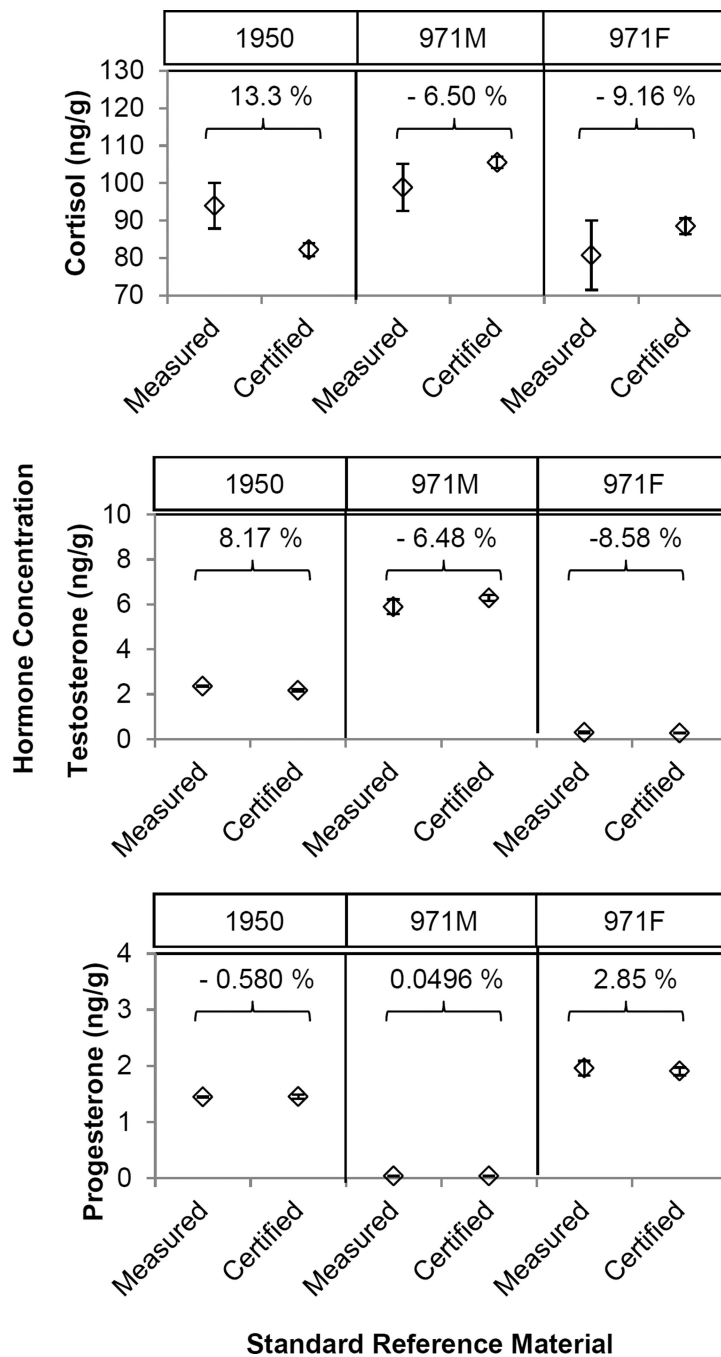 1950 971M 971F
130
120
110
100
90
80
70
Cortisol (ng/g)
13.3 % - 6.50 % - 9.16 %
Measured Certified Measured Certified Measured Certified
Hormone Concentration
1950 971M 971F
10
8
6
4
2
0
Testosterone (ng/g)
8.17 % - 6.48 % -8.58 %
Measured Certified Measured Certified Measured Certified
1950 971M 971F
4
3
2
1
0
Progesterone (ng/g)
- 0.580 % 0.0496 % 2.85 %
Measured Certified Measured Certified Measured Certified
Standard Reference Material